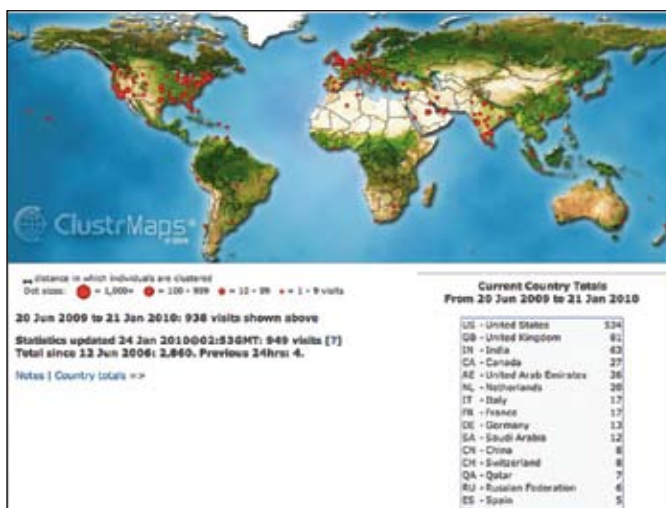 ClustrMaps®
distance in which individuals are clustered
Dot sizes: = 1,000+ = 100 - 999 = 10 - 99 = 1 - 9 visits
20 Jun 2009 to 21 Jan 2010: 938 visits shown above
Statistics updated 24 Jan 2010@02:53GMT: 949 visits [?]
Total since 12 Jun 2006: 2,860. Previous 24hrs: 4.
Notes | Country totals =>
Current Country Totals
From 20 Jun 2009 to 21 Jan 2010
US - United States 534
GB - United Kingdom 81
IN - India 63
CA - Canada 27
AE - United Arab Emirates 26
NL - Netherlands 20
IT - Italy 17
FR - France 17
DE - Germany 13
SA - Saudi Arabia 12
CN - China 8
CH - Switzerland 8
QA - Qatar 7
RU - Russian Federation 6
ES - Spain 5